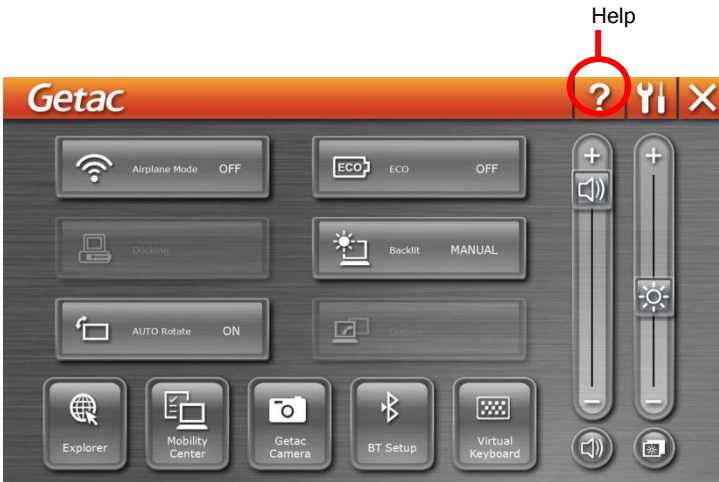 Help
Getac
?
Airplane Mode OFF
ECO ECO OFF
Docking
Backlit MANUAL
AUTO Rotate ON
Display
Explorer
Mobility
Center
Getac
Camera
BT Setup
Virtual
Keyboard
+
+
−
−